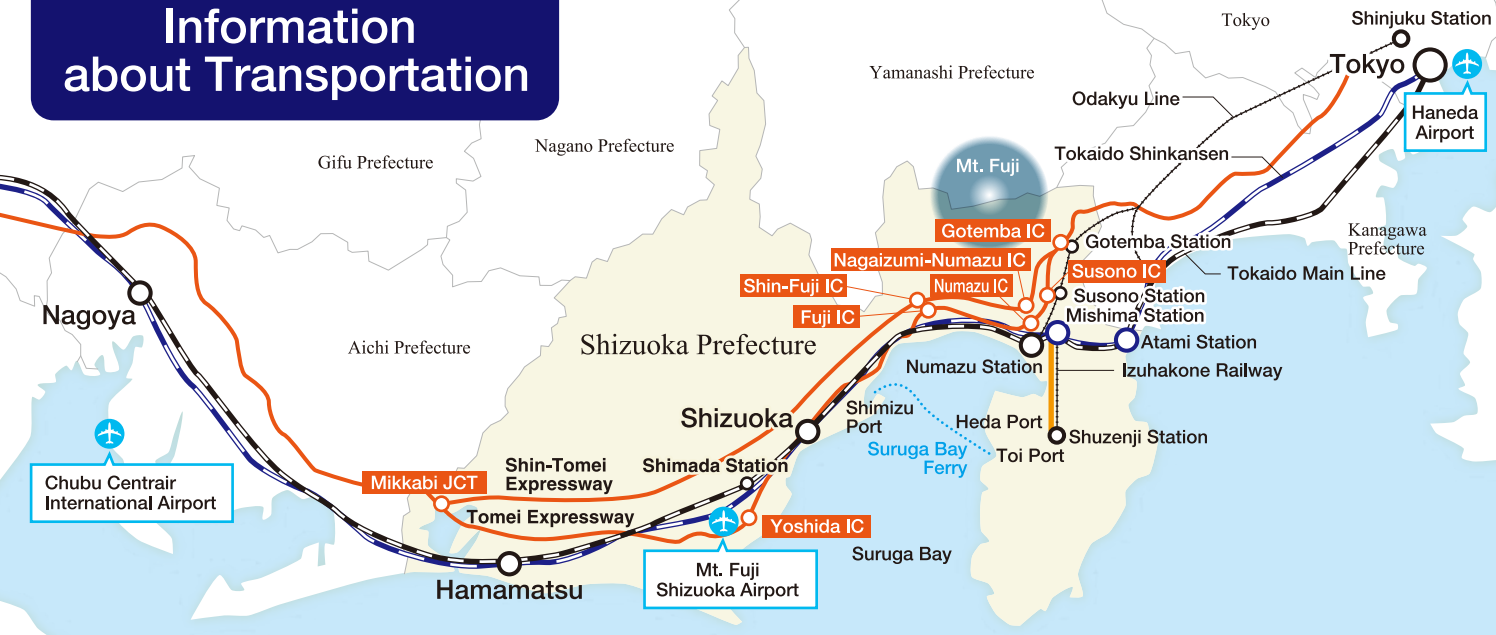 Information
about Transportation
Tokyo
Shinjuku Station
Tokyo
Haneda
Airport
Yamanashi Prefecture
Odakyu Line
Tokaido Shinkansen
Nagano Prefecture
Gifu Prefecture
Mt. Fuji
Kanagawa
Prefecture
Gotemba IC
Gotemba Station
Nagaizumi-Numazu IC
Susono IC
Tokaido Main Line
Shin-Fuji IC
Numazu IC
Susono Station
Fuji IC
Mishima Station
Nagoya
Aichi Prefecture
Shizuoka Prefecture
Atami Station
Numazu Station
Izuhakone Railway
Shizuoka
Shimizu
Port
Heda Port
Shuzenji Station
Suruga Bay
Ferry
Toi Port
Chubu Centrair
International Airport
Mikkabi JCT
Shin-Tomei
Expressway
Shimada Station
Tomei Expressway
Yoshida IC
Suruga Bay
Mt. Fuji
Shizuoka Airport
Hamamatsu